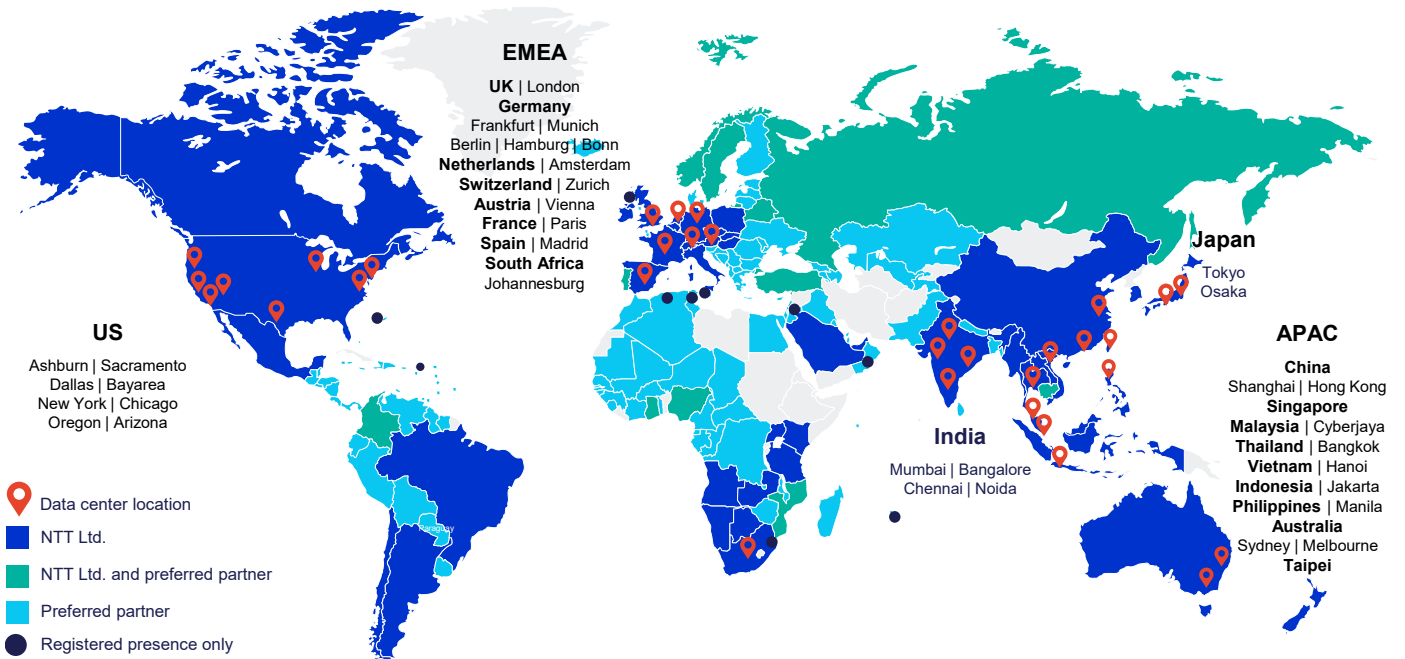 EMEA
UK | London
Germany
Frankfurt | Munich
Berlin | Hamburg | Bonn
Netherlands | Amsterdam
Switzerland | Zurich
Austria | Vienna
France | Paris
Spain | Madrid
South Africa
Johannesburg
US
Ashburn | Sacramento
Dallas | Bayarea
New York | Chicago
Oregon | Arizona
Japan
Tokyo
Osaka
India
Mumbai | Bangalore
Chennai | Noida
APAC
China
Shanghai | Hong Kong
Singapore
Malaysia | Cyberjaya
Thailand | Bangkok
Vietnam | Hanoi
Indonesia | Jakarta
Philippines | Manila
Australia
Sydney | Melbourne
Taipei
Paraguay
Data center location
NTT Ltd.
NTT Ltd. and preferred partner
Preferred partner
Registered presence only